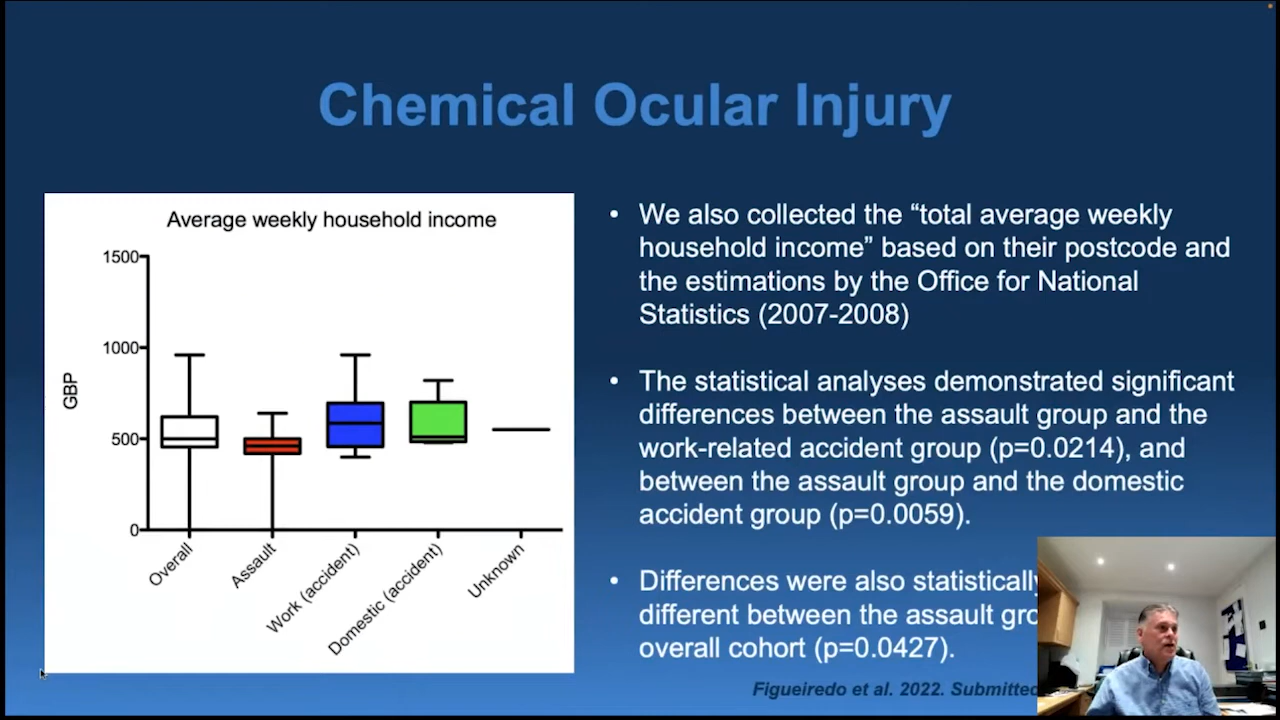 Chemical Ocular Injury
Average weekly household income
1500
1000
500
0
GBP
Overall
Assault
Work (accident)
Domestic (accident)
Unknown
• We also collected the “total average weekly
household income” based on their postcode and
the estimations by the Office for National
Statistics (2007-2008)
• The statistical analyses demonstrated significant
differences between the assault group and the
work-related accident group (p=0.0214), and
between the assault group and the domestic
accident group (p=0.0059).
• Differences were also statistically
different between the assault
overall cohort (p=0.0427).
Figueiredo et al. 2022. Submitted